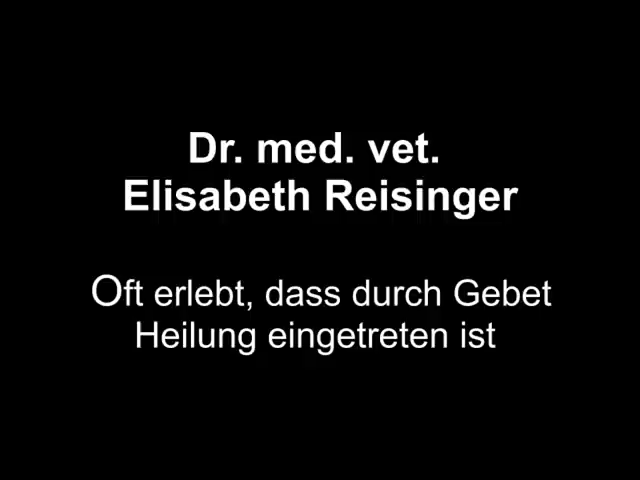 Dr. med. vet.
Elisabeth Reisinger
Oft erlebt, dass durch Gebet
Heilung eingetreten ist